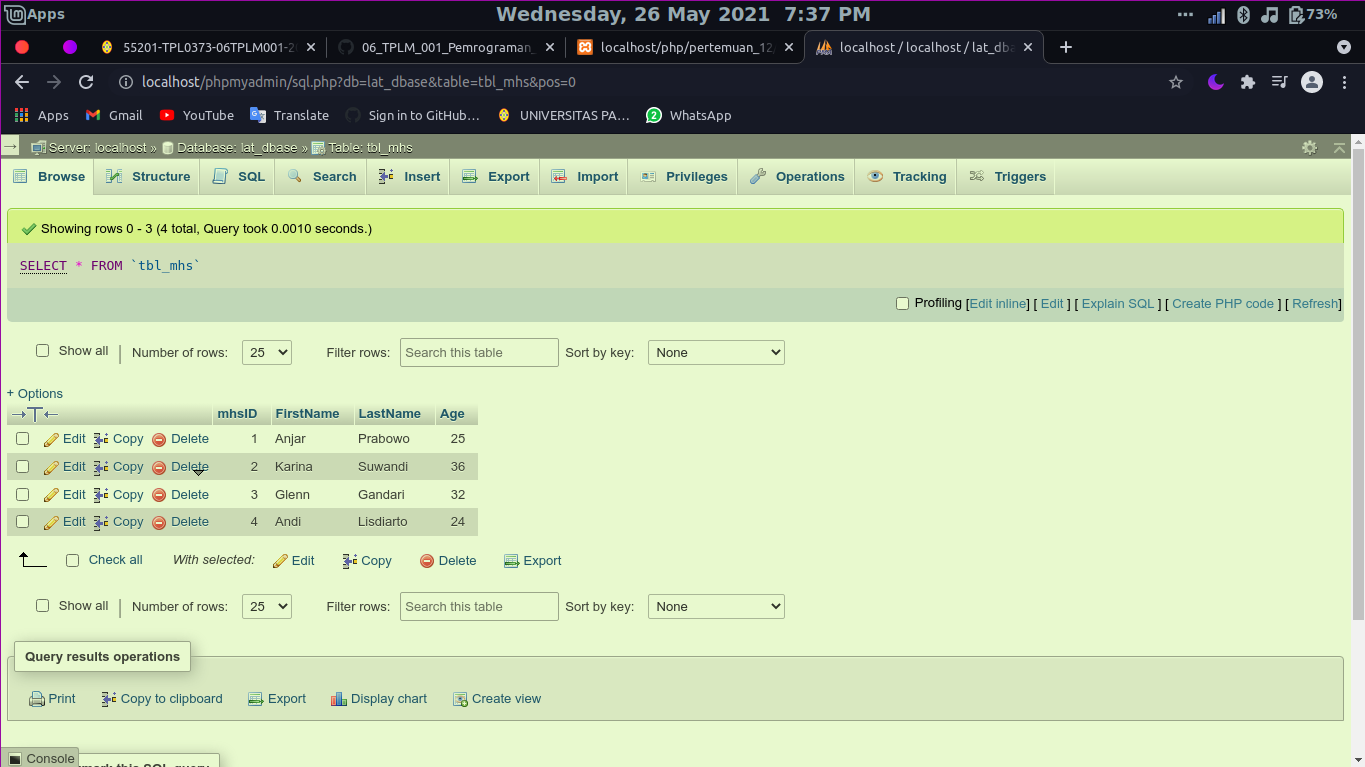 Apps Wednesday, 26 May 2021 7:37 PM 73%
55201-TPL0373-06TPLM001-2 06_TPLM_001_Pemrograman_ localhost/php/pertemuan_12 localhost / localhost / lat_dba
localhost/phpmyadmin/sql.php?db=lat_dbase&table=tbl_mhs&pos=0
Apps Gmail YouTube Translate Sign in to GitHub… UNIVERSITAS PA… WhatsApp
Server: localhost » Database: lat_dbase » Table: tbl_mhs
Browse Structure SQL Search Insert Export Import Privileges Operations Tracking Triggers
Showing rows 0 - 3 (4 total, Query took 0.0010 seconds.)
SELECT * FROM `tbl_mhs`
Profiling [Edit inline] [ Edit ] [ Explain SQL ] [ Create PHP code ] [ Refresh]
Show all Number of rows: 25 Filter rows: Search this table Sort by key: None
+ Options
mhsID FirstName LastName Age
Edit Copy Delete 1 Anjar Prabowo 25
Edit Copy Delete 2 Karina Suwandi 36
Edit Copy Delete 3 Glenn Gandari 32
Edit Copy Delete 4 Andi Lisdiarto 24
Check all With selected: Edit Copy Delete Export
Show all Number of rows: 25 Filter rows: Search this table Sort by key: None
Query results operations
Print Copy to clipboard Export Display chart Create view
Console this SQL query